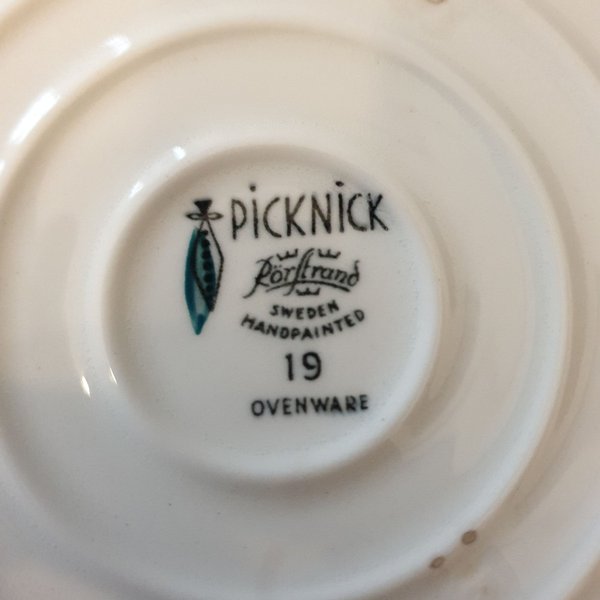 PiCKNiCK
Rörstrand
SWEDEN
HANDPAINTED
19
OVENWARE